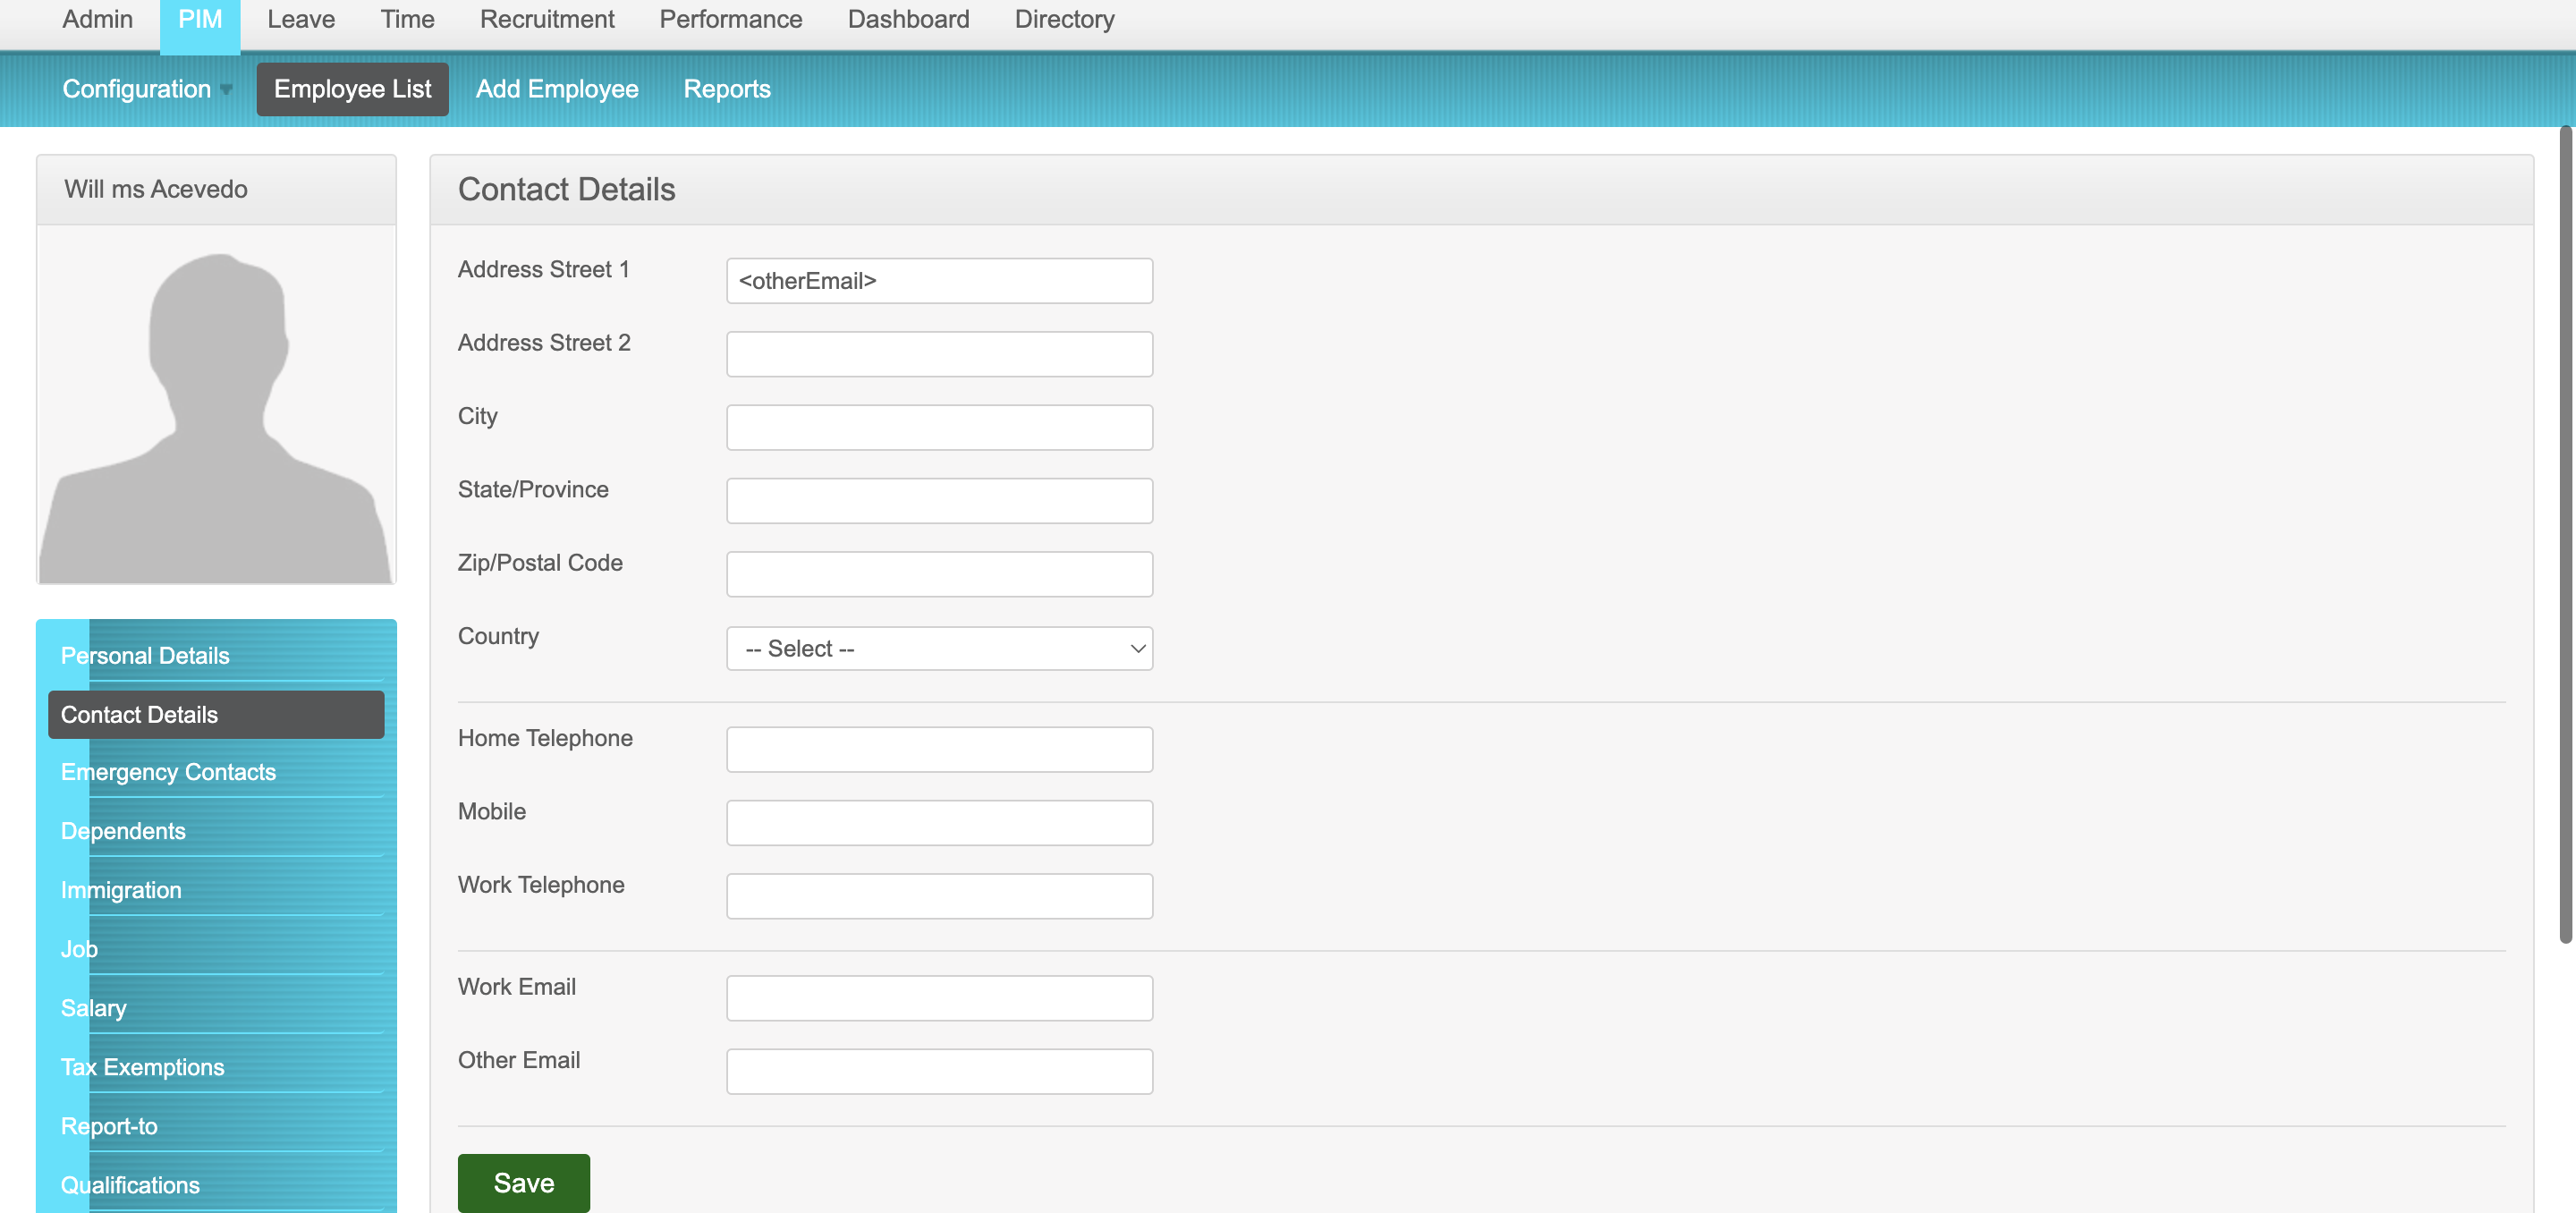 Admin PIM Leave Time Recruitment Performance Dashboard Directory
Configuration Employee List Add Employee Reports
Will ms Acevedo
Contact Details
Address Street 1 <otherEmail>
Address Street 2
City
State/Province
Zip/Postal Code
Country -- Select --
Home Telephone
Mobile
Work Telephone
Work Email
Other Email
Save
Personal Details
Contact Details
Emergency Contacts
Dependents
Immigration
Job
Salary
Tax Exemptions
Report-to
Qualifications